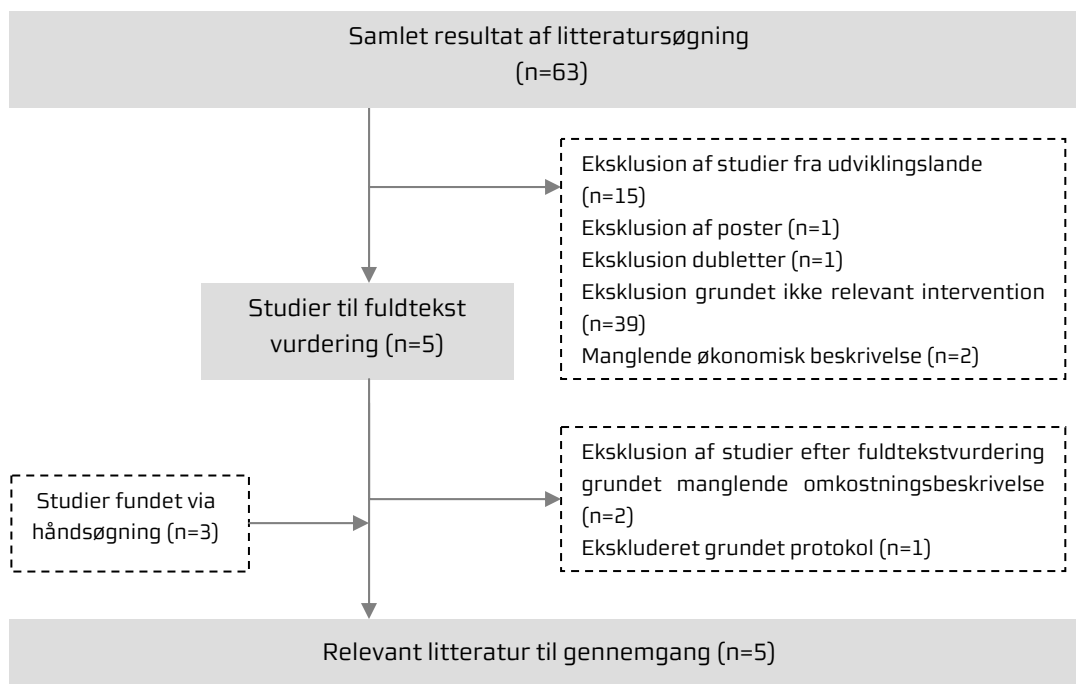 Samlet resultat af litteratursøgning
(n=63)
Eksklusion af studier fra udviklingslande
(n=15)
Eksklusion af poster (n=1)
Eksklusion dubletter (n=1)
Eksklusion grundet ikke relevant intervention
(n=39)
Manglende økonomisk beskrivelse (n=2)
Studier til fuldtekst
vurdering (n=5)
Eksklusion af studier efter fuldtekstvurdering
grundet manglende omkostningsbeskrivelse
(n=2)
Ekskluderet grundet protokol (n=1)
Studier fundet via
håndsøgning (n=3)
Relevant litteratur til gennemgang (n=5)